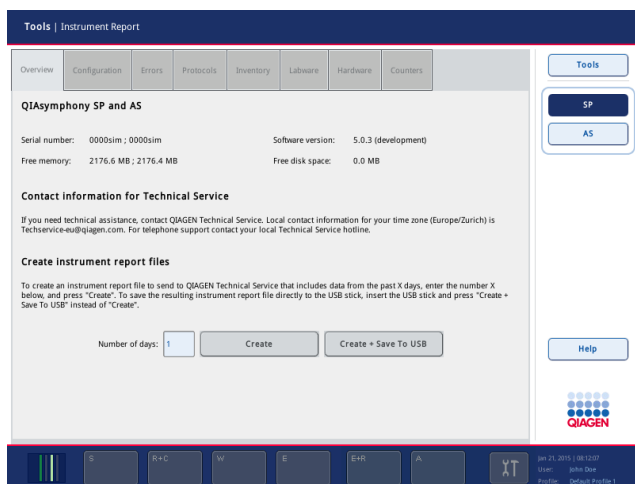 Tools | Instrument Report
Overview
Configuration
Errors
Protocols
Inventory
Labware
Hardware
Counters
Tools
SP
AS
QIAsymphony SP and AS
Serial number: 0000sim ; 0000sim
Software version: 5.0.3 (development)
Free memory: 2176.6 MB ; 2176.4 MB
Free disk space: 0.0 MB
Contact information for Technical Service
If you need technical assistance, contact QIAGEN Technical Service. Local contact information for your time zone (Europe/Zurich) is
Techservice-eu@qiagen.com. For telephone support contact your local Technical Service hotline.
Create instrument report files
To create an instrument report file to send to QIAGEN Technical Service that includes data from the past X days, enter the number X
below, and press "Create". To save the resulting instrument report file directly to the USB stick, insert the USB stick and press "Create +
Save To USB" instead of "Create".
Number of days: 1
Create
Create + Save To USB
Help
QIAGEN
S
R+C
W
E
E+R
A
Jan 21, 2015 | 08:12:07
User: John Doe
Profile: Default Profile 1